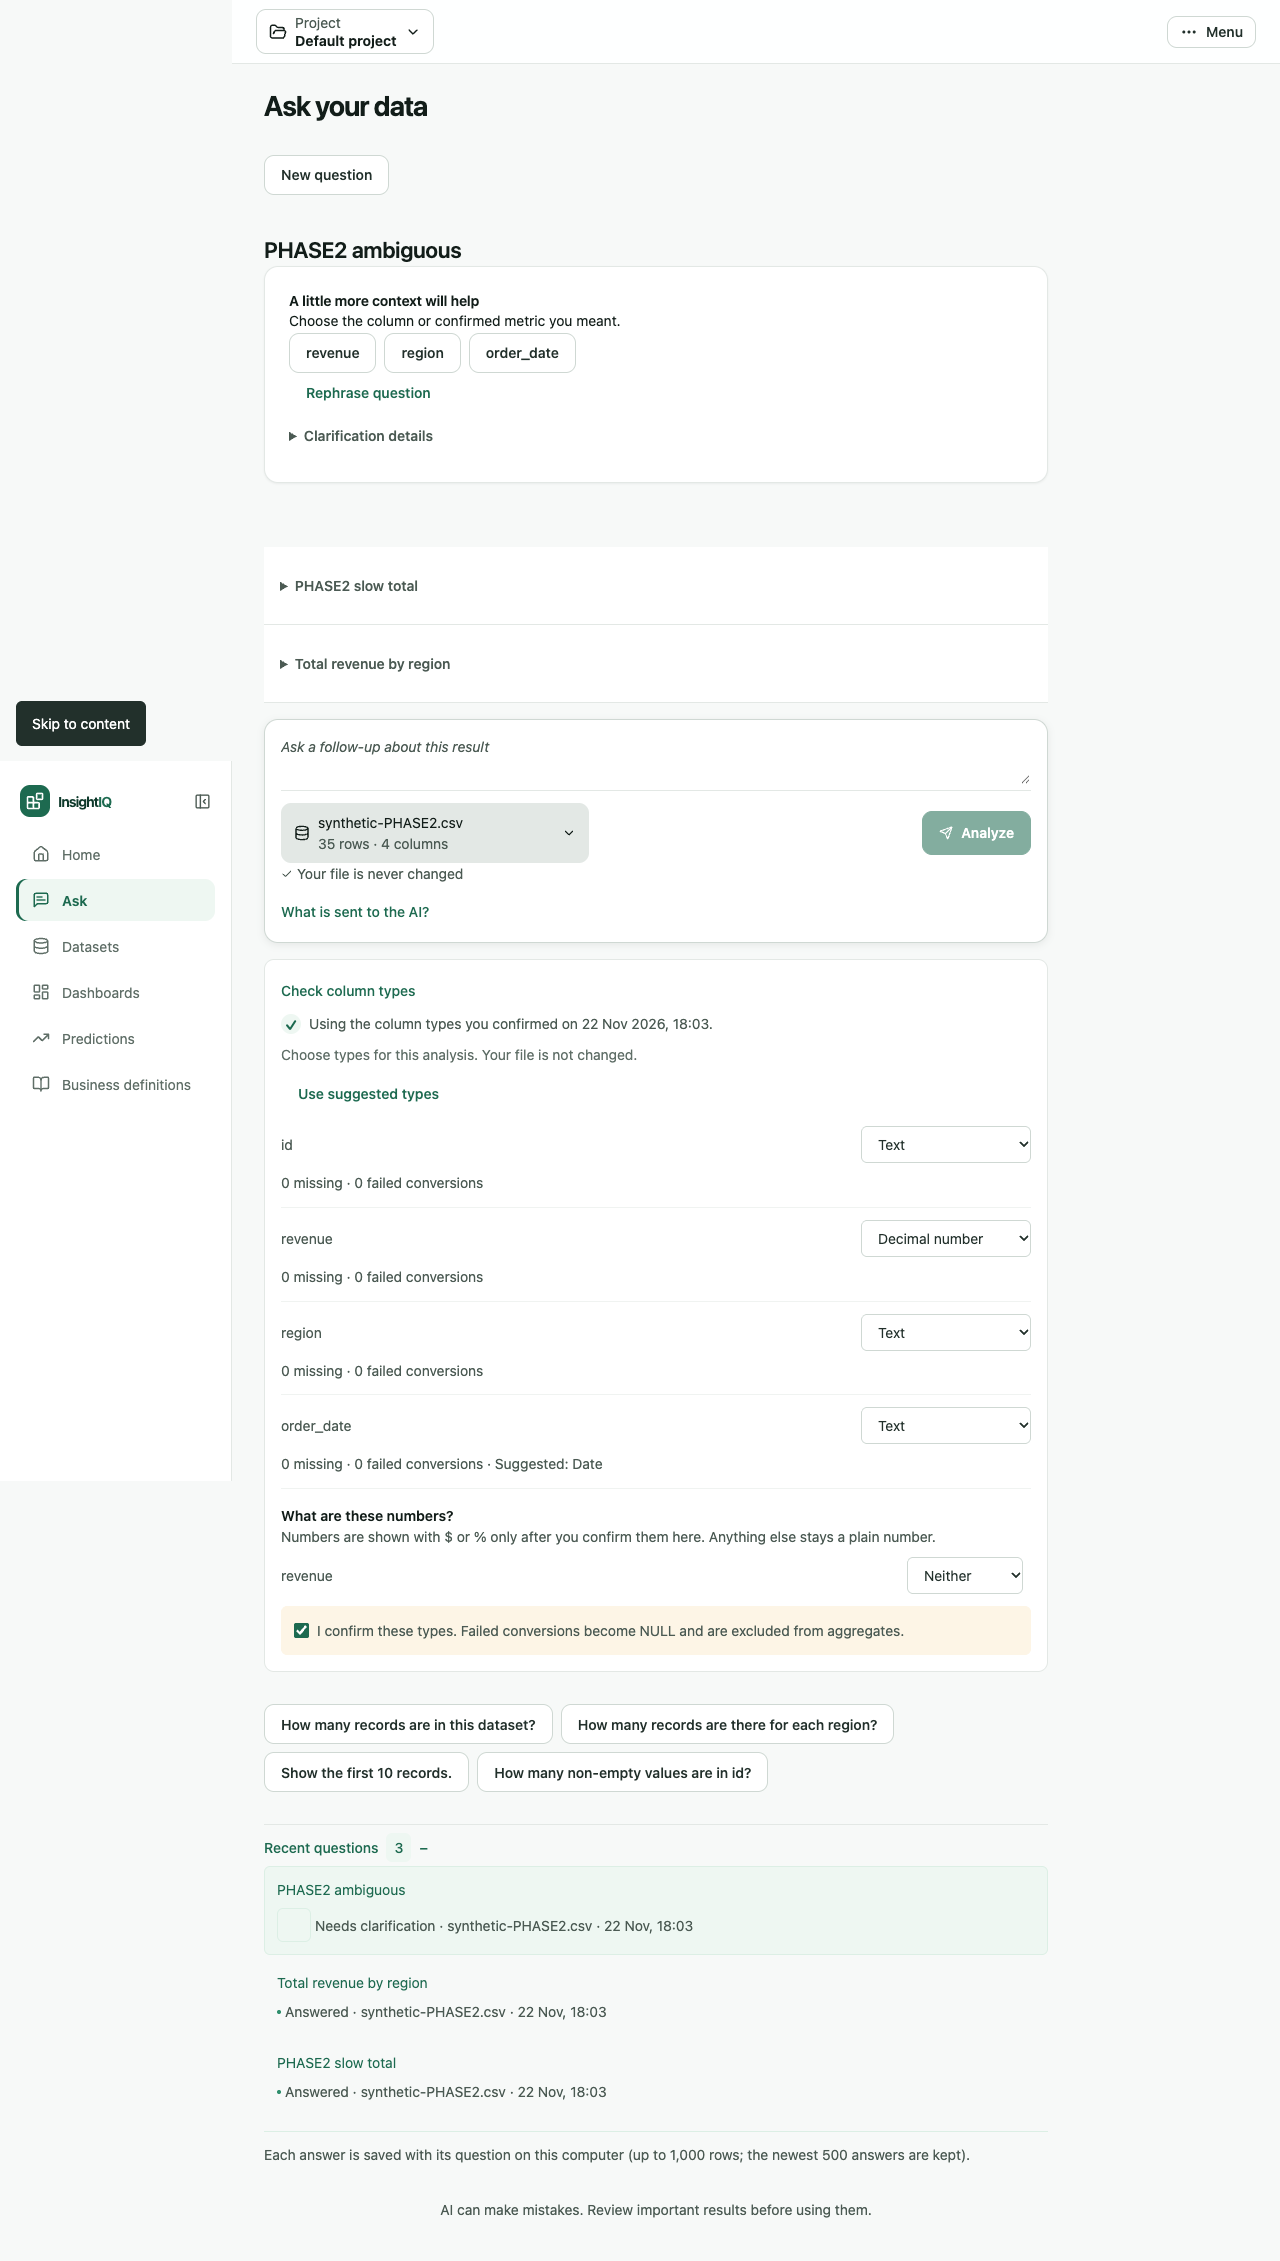 Project
Default project
Menu
Ask your data
New question
PHASE2 ambiguous
A little more context will help
Choose the column or confirmed metric you meant.
revenue
region
order_date
Rephrase question
Clarification details
PHASE2 slow total
Total revenue by region
Skip to content
InsightIQ
Home
Ask
Datasets
Dashboards
Predictions
Business definitions
Ask a follow-up about this result
synthetic-PHASE2.csv
35 rows · 4 columns
Analyze
Your file is never changed
What is sent to the AI?
Check column types
Using the column types you confirmed on 22 Nov 2026, 18:03.
Choose types for this analysis. Your file is not changed.
Use suggested types
id
Text
0 missing · 0 failed conversions
revenue
Decimal number
0 missing · 0 failed conversions
region
Text
0 missing · 0 failed conversions
order_date
Text
0 missing · 0 failed conversions · Suggested: Date
What are these numbers?
Numbers are shown with $ or % only after you confirm them here. Anything else stays a plain number.
revenue
Neither
I confirm these types. Failed conversions become NULL and are excluded from aggregates.
How many records are in this dataset?
How many records are there for each region?
Show the first 10 records.
How many non-empty values are in id?
Recent questions 3 –
PHASE2 ambiguous
Needs clarification · synthetic-PHASE2.csv · 22 Nov, 18:03
Total revenue by region
Answered · synthetic-PHASE2.csv · 22 Nov, 18:03
PHASE2 slow total
Answered · synthetic-PHASE2.csv · 22 Nov, 18:03
Each answer is saved with its question on this computer (up to 1,000 rows; the newest 500 answers are kept).
AI can make mistakes. Review important results before using them.